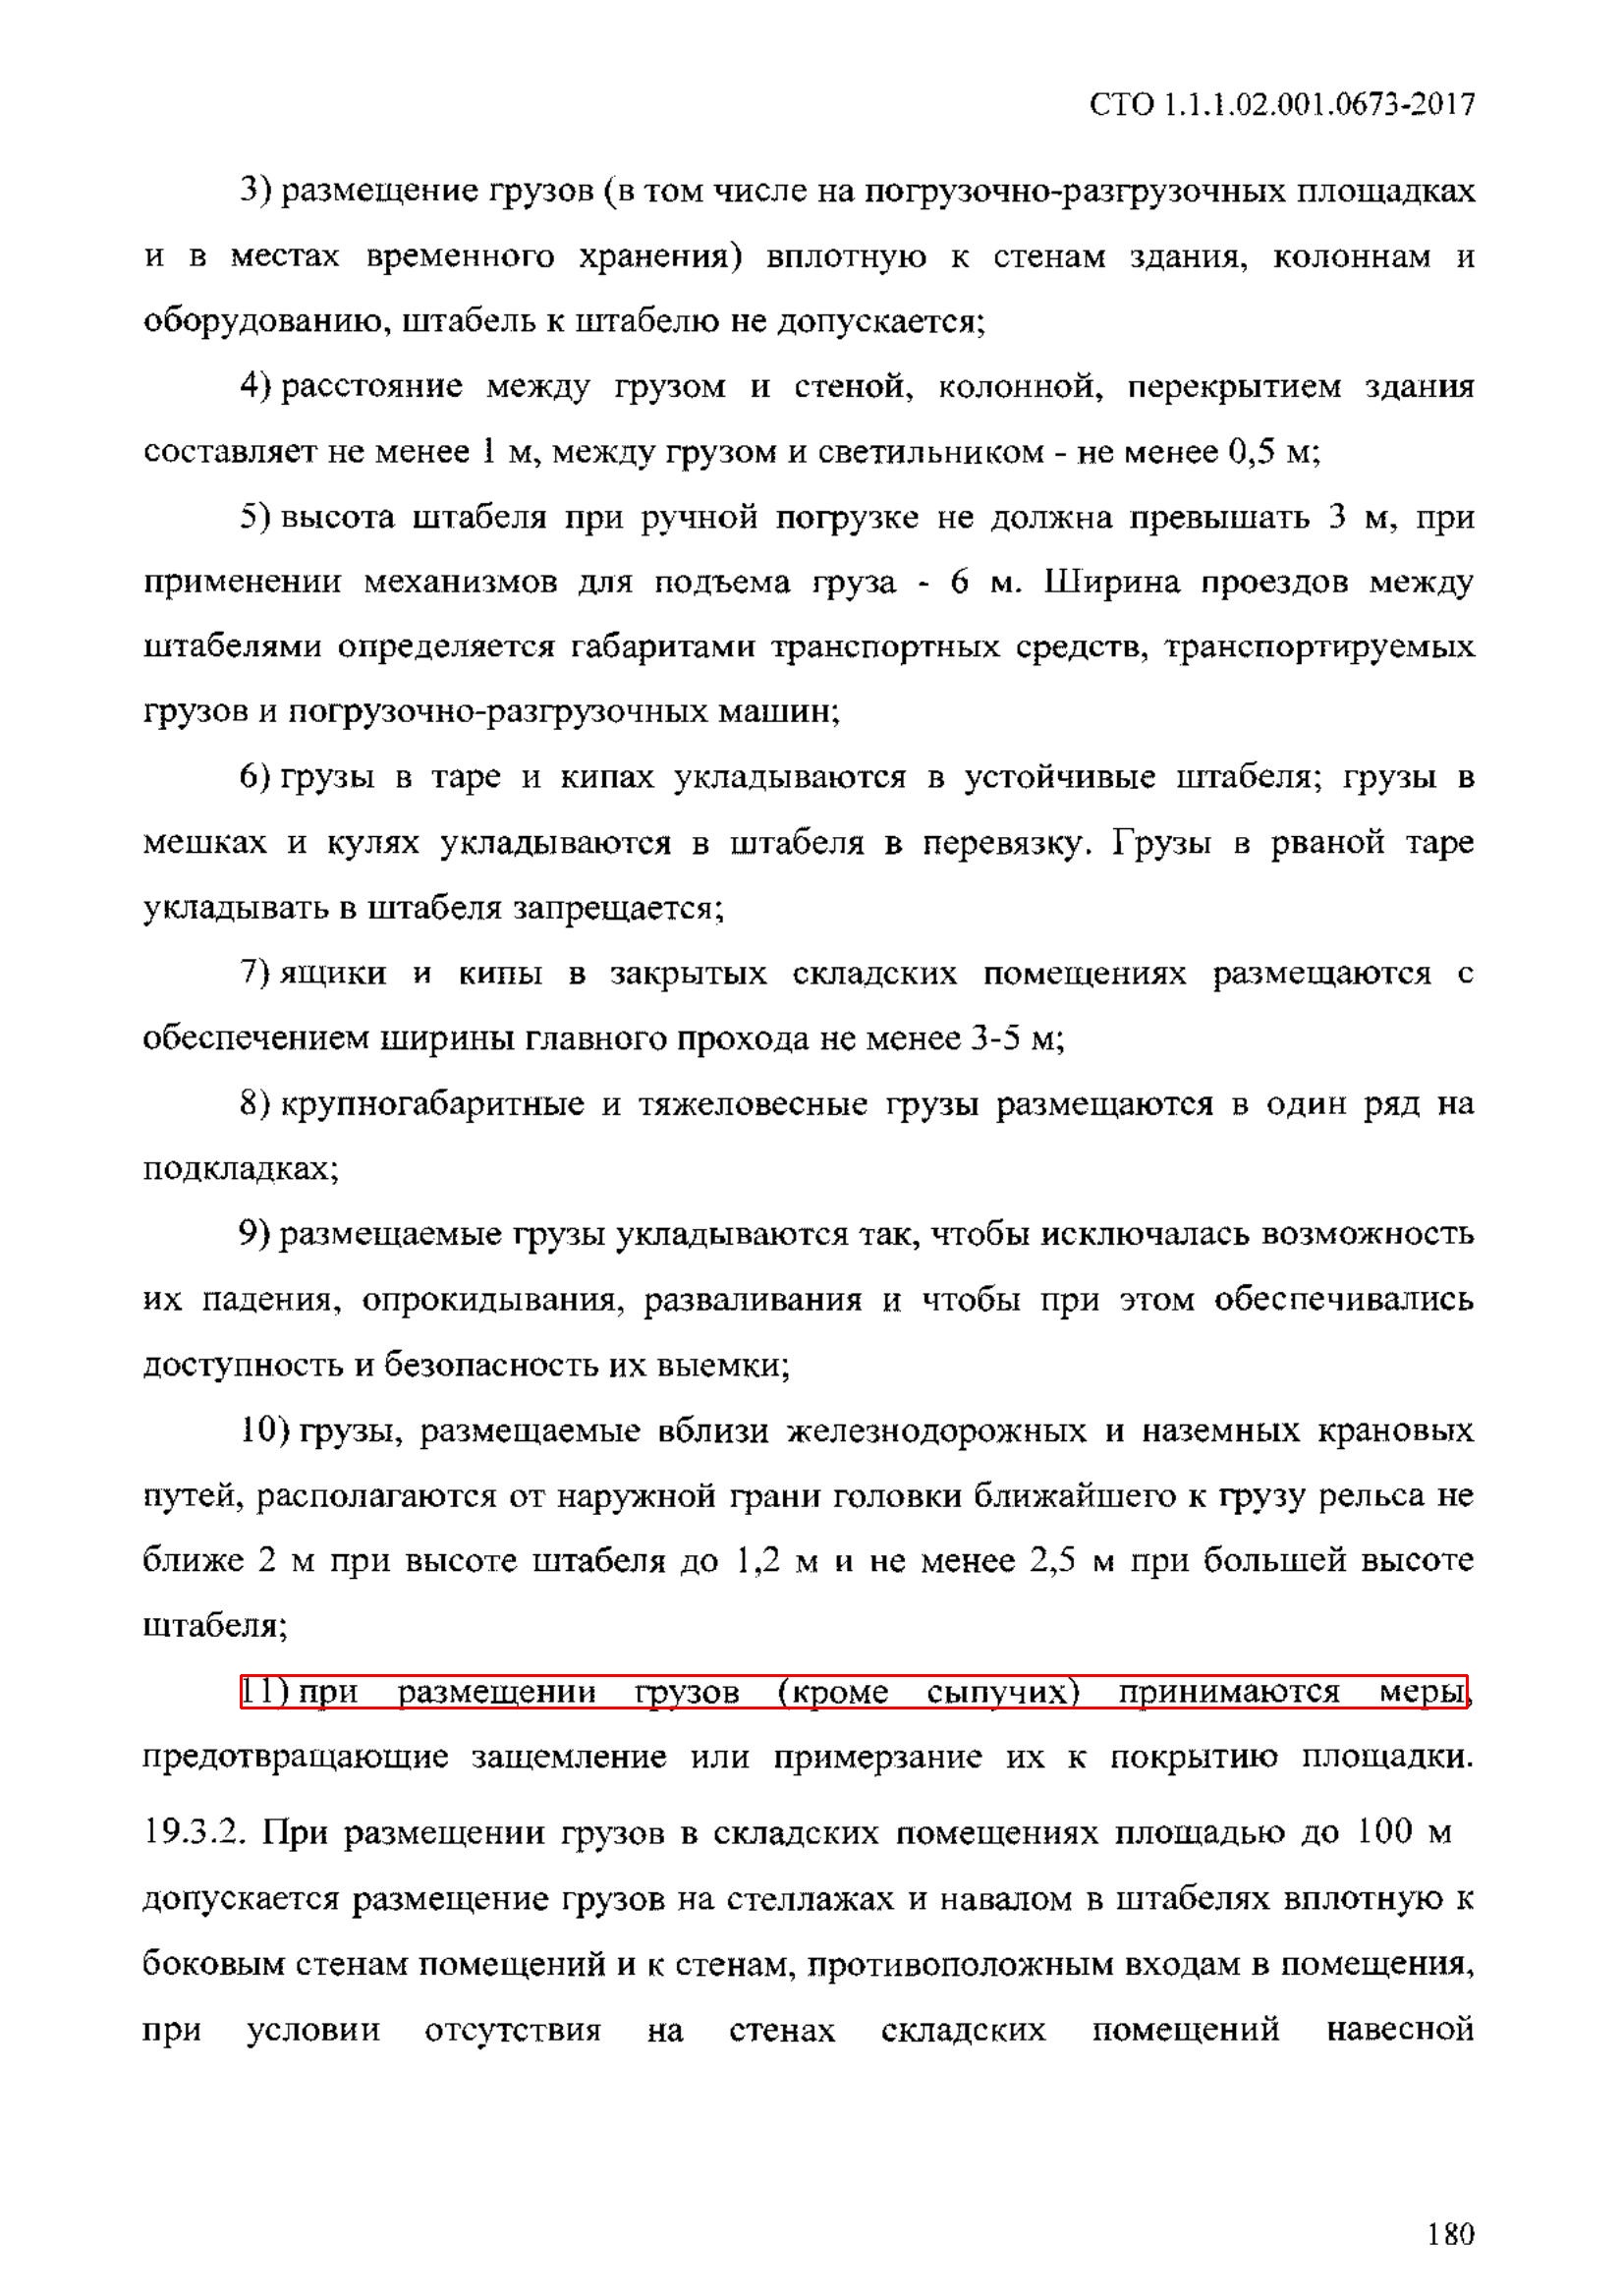 СТО 1.1.1.02.001.0673-2017
3) размещение грузов (в том числе на погрузочно-разгрузочных площадках
и в местах временного хранения) вплотную к стенам здания, колоннам и
оборудованию, штабель к штабелю не допускается;
4) расстояние между грузом и стеной, колонной, перекрытием здания
составляет не менее 1 м, между грузом и светильником - не менее 0,5 м;
5) высота штабеля при ручной погрузке не должна превышать 3 м, при
применении механизмов для подъема груза - 6 м. Ширина проездов между
штабелями определяется габаритами транспортных средств, транспортируемых
грузов и погрузочно-разгрузочных машин;
6) грузы в таре и кипах укладываются в устойчивые штабеля; грузы в
мешках и кулях укладываются в штабеля в перевязку. Грузы в рваной таре
укладывать в штабеля запрещается;
7) ящики и кипы в закрытых складских помещениях размещаются с
обеспечением ширины главного прохода не менее 3-5 м;
8) крупногабаритные и тяжеловесные грузы размещаются в один ряд на
подкладках;
9) размещаемые грузы укладываются так, чтобы исключалась возможность
их падения, опрокидывания, разваливания и чтобы при этом обеспечивались
доступность и безопасность их выемки;
10) грузы, размещаемые вблизи железнодорожных и наземных крановых
путей, располагаются от наружной грани головки ближайшего к грузу рельса не
ближе 2 м при высоте штабеля до 1,2 м и не менее 2,5 м при большей высоте
штабеля;
11) при размещении грузов (кроме сыпучих) принимаются меры,
предотвращающие защемление или примерзание их к покрытию площадки.
19.3.2. При размещении грузов в складских помещениях площадью до 100 м
допускается размещение грузов на стеллажах и навалом в штабелях вплотную к
боковым стенам помещений и к стенам, противоположным входам в помещения,
при условии отсутствия на стенах складских помещений навесной
180